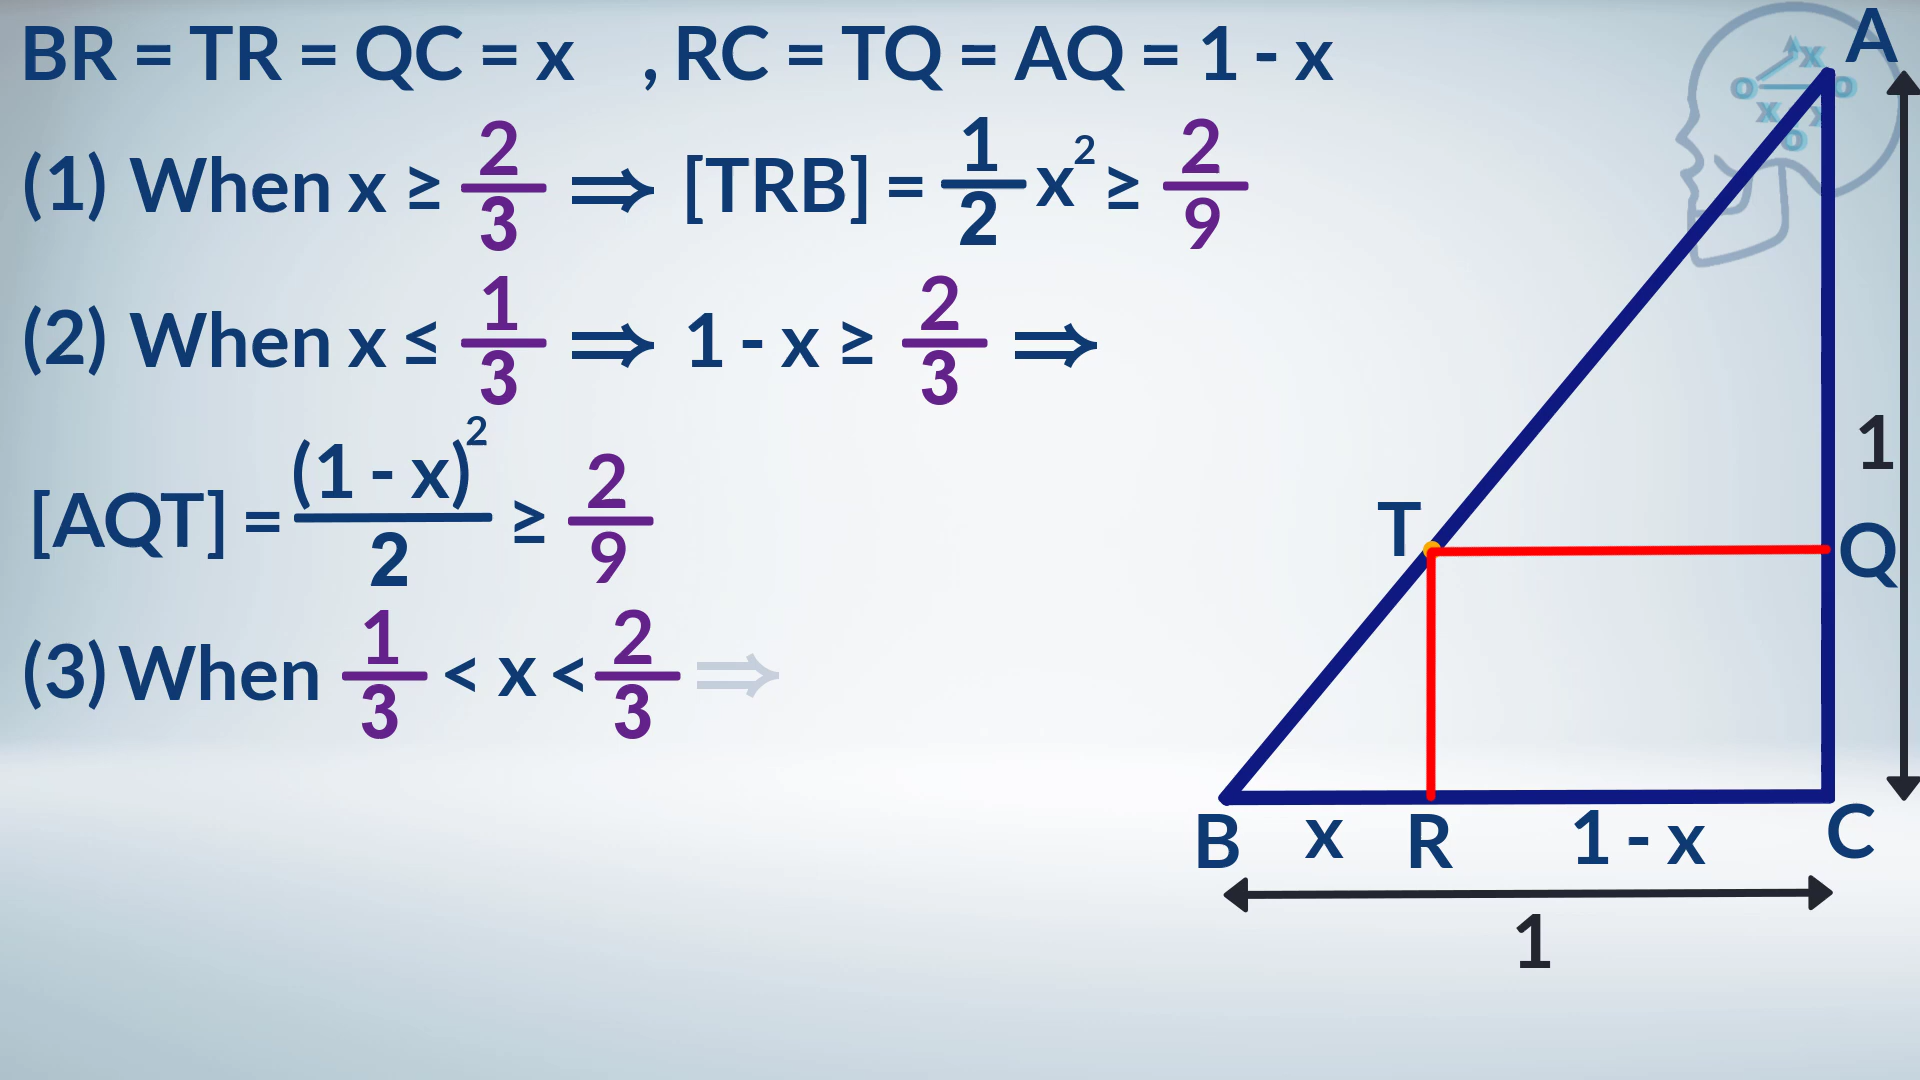 BR = TR = QC = x , RC = TQ = AQ = 1 - x
(1) When x ≥ 2/3 ⇒ [TRB] = 1/2 x² ≥ 2/9
(2) When x ≤ 1/3 ⇒ 1 - x ≥ 2/3 ⇒
[AQT] = (1 - x)²/2 ≥ 2/9
(3) When 1/3 < x < 2/3 ⇒
A
x
o o
x x
o
1
T
Q
B x R 1 - x C
1